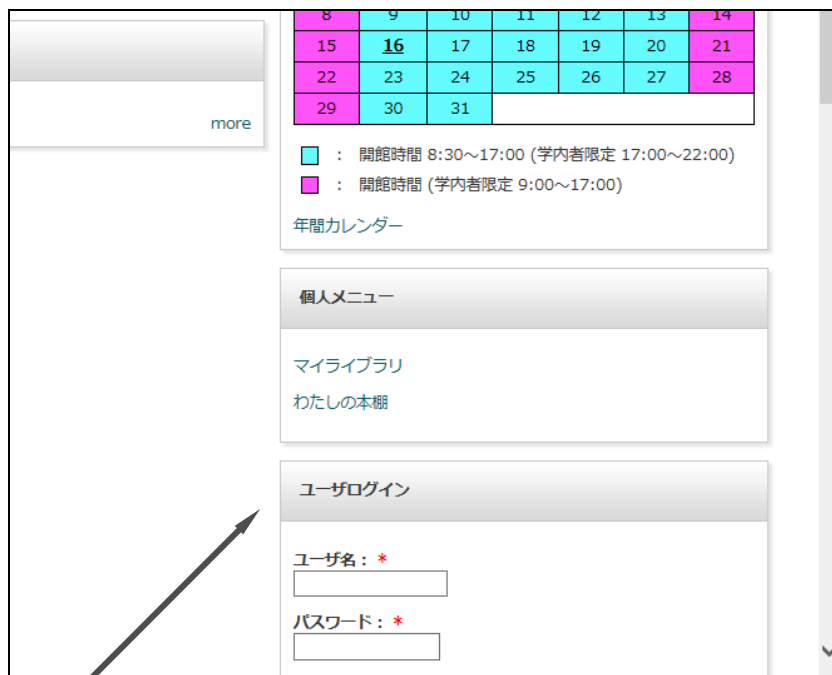 8 9 10 11 12 13 14
15 16 17 18 19 20 21
22 23 24 25 26 27 28
29 30 31
more
： 開館時間 8:30～17:00 (学内者限定 17:00～22:00)
： 開館時間 (学内者限定 9:00～17:00)
年間カレンダー
個人メニュー
マイライブラリ
わたしの本棚
ユーザログイン
ユーザ名： *
パスワード： *